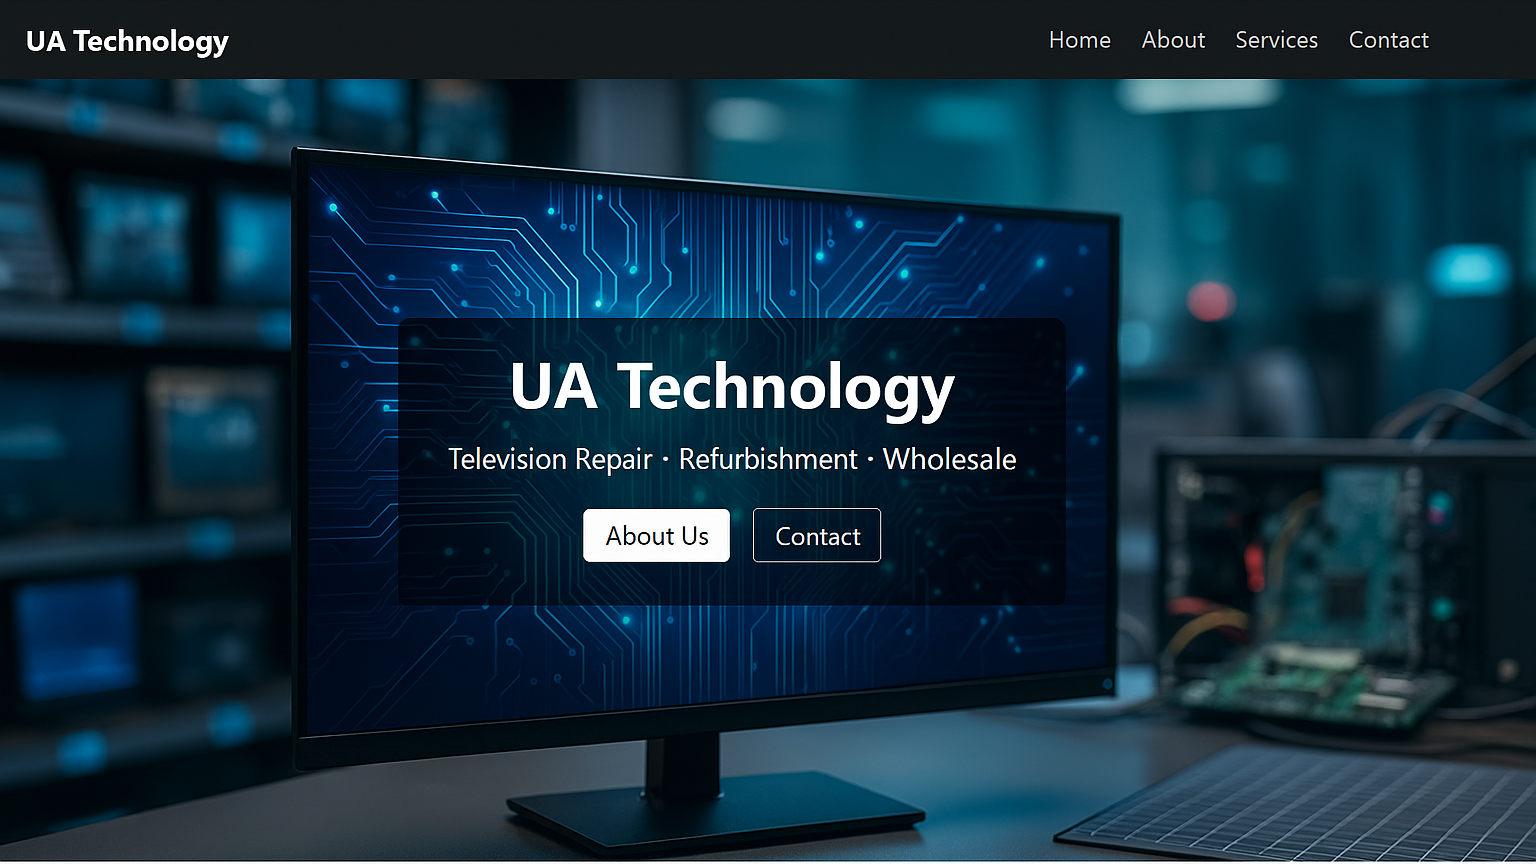 UA Technology
Home About Services Contact
UA Technology
Television Repair · Refurbishment · Wholesale
About Us Contact